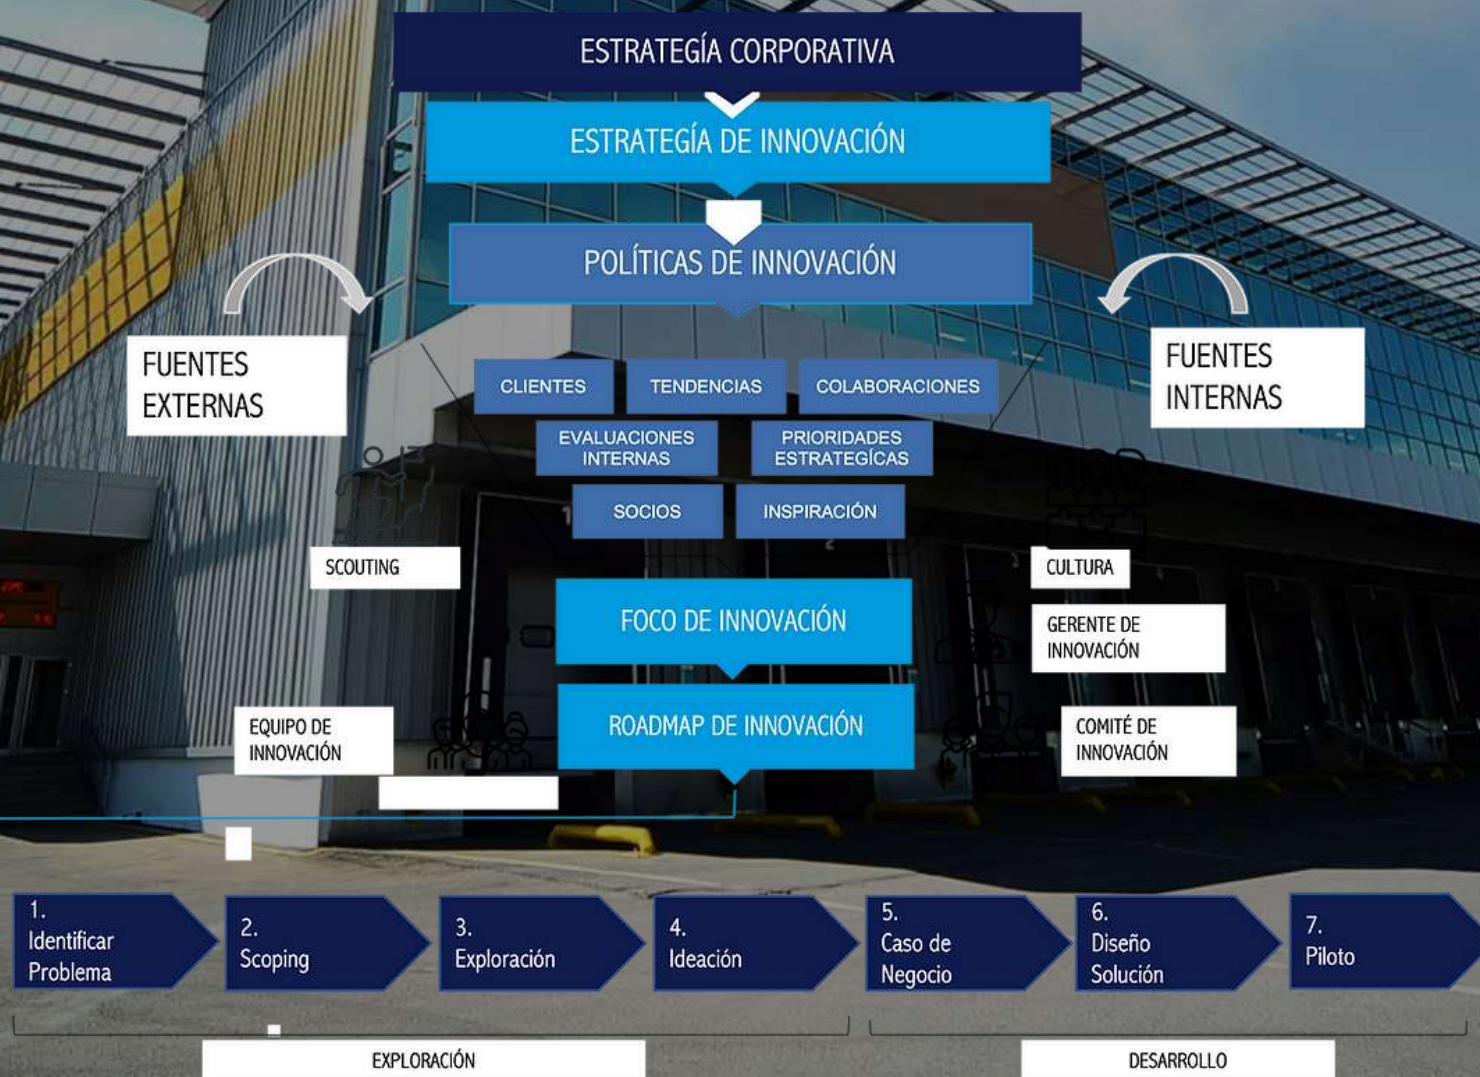 ESTRATEGÍA CORPORATIVA
ESTRATEGÍA DE INNOVACIÓN
POLÍTICAS DE INNOVACIÓN
FUENTES
EXTERNAS
FUENTES
INTERNAS
CLIENTES
TENDENCIAS
COLABORACIONES
EVALUACIONES
INTERNAS
PRIORIDADES
ESTRATEGÍCAS
SOCIOS
INSPIRACIÓN
SCOUTING
CULTURA
FOCO DE INNOVACIÓN
GERENTE DE
INNOVACIÓN
EQUIPO DE
INNOVACIÓN
ROADMAP DE INNOVACIÓN
COMITÉ DE
INNOVACIÓN
1.
Identificar
Problema
2.
Scoping
3.
Exploración
4.
Ideación
5.
Caso de
Negocio
6.
Diseño
Solución
7.
Piloto
EXPLORACIÓN
DESARROLLO